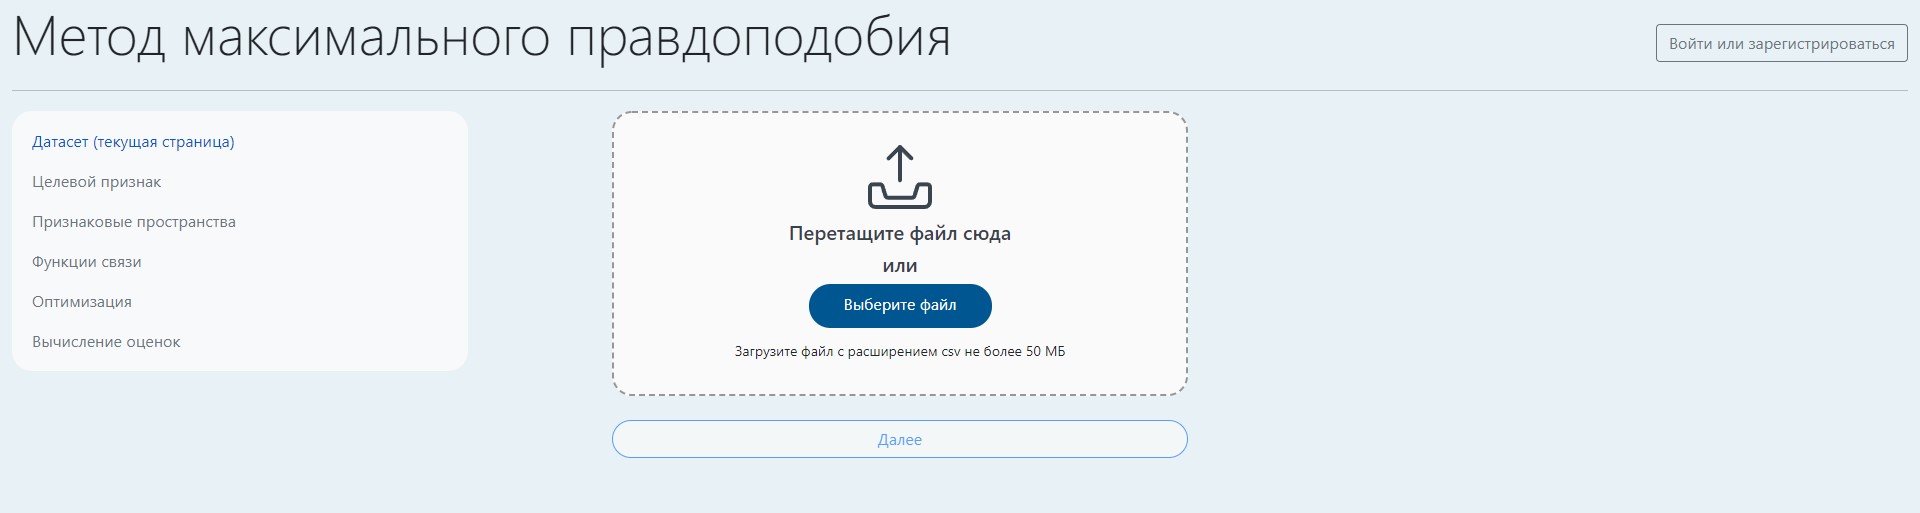 Метод максимального правдоподобия
Войти или зарегистрироваться
Датасет (текущая страница)
Целевой признак
Признаковые пространства
Функции связи
Оптимизация
Вычисление оценок
Перетащите файл сюда
или
Выберите файл
Загрузите файл с расширением csv не более 50 МБ
Далее